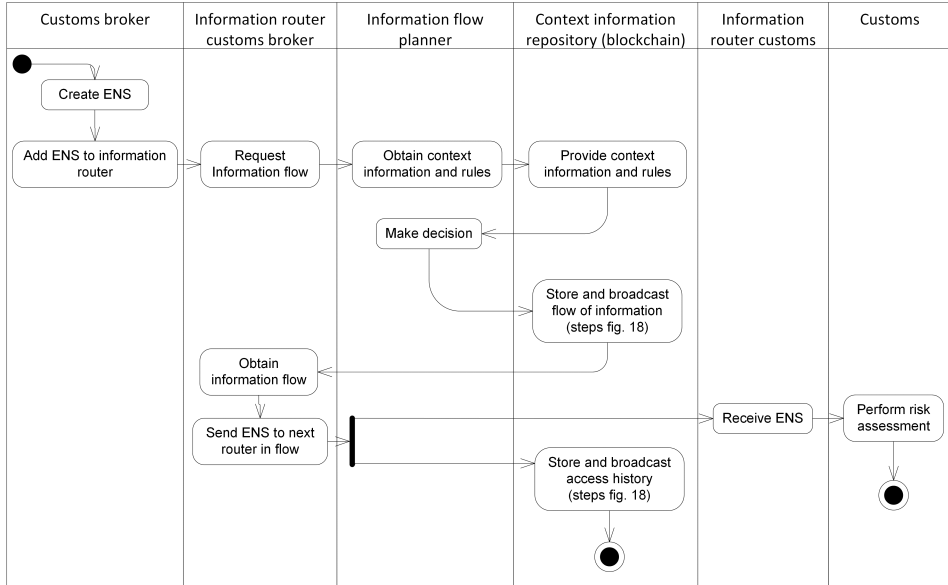 Customs broker
Information router
customs broker
Information flow
planner
Context information
repository (blockchain)
Information
router customs
Customs
Create ENS
Add ENS to information
router
Request
Information flow
Obtain context
information and rules
Provide context
information and rules
Make decision
Store and broadcast
flow of information
(steps fig. 18)
Obtain
information flow
Send ENS to next
router in flow
Receive ENS
Perform risk
assessment
Store and broadcast
access history
(steps fig. 18)